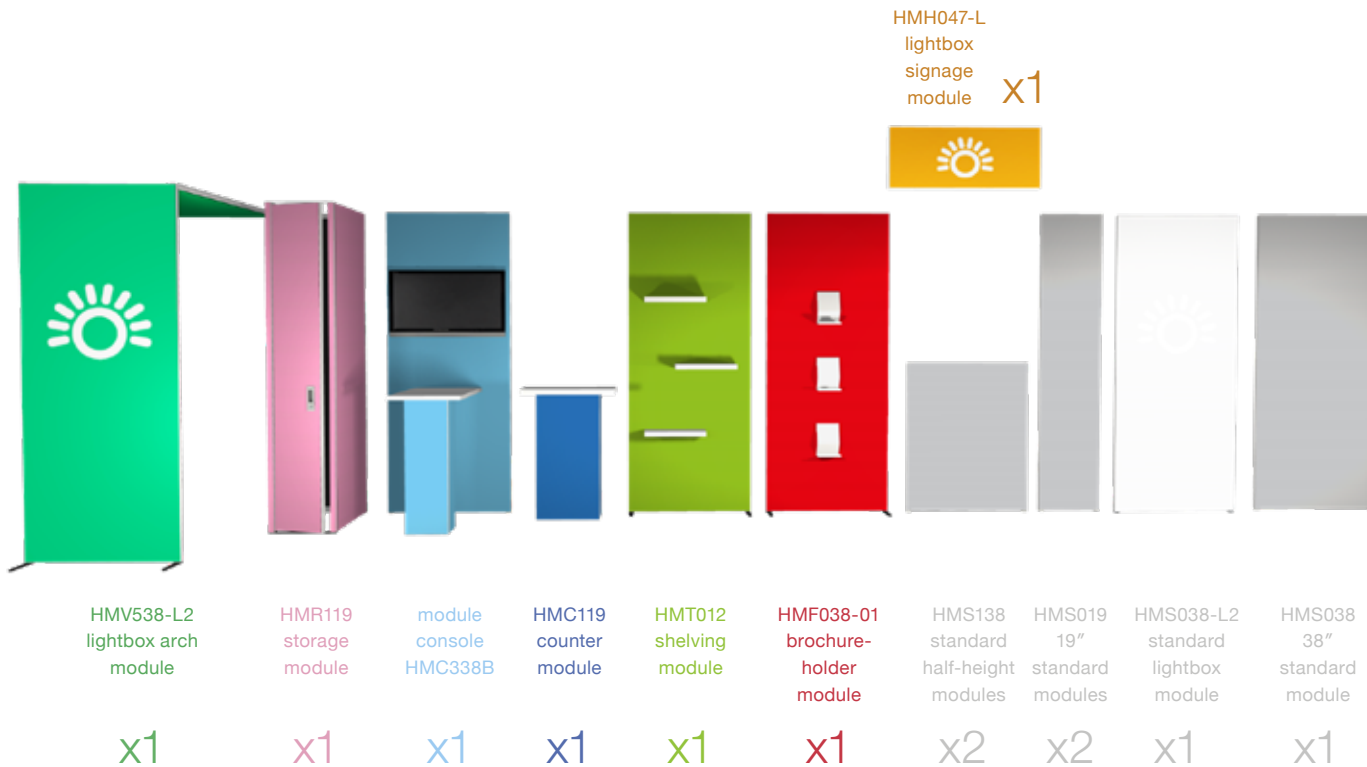 HMH047-L
lightbox
signage
module
x1
HMV538-L2
lightbox arch
module
x1
HMR119
storage
module
x1
module
console
HMC338B
x1
HMC119
counter
module
x1
HMT012
shelving
module
x1
HMF038-01
brochure-
holder
module
x1
HMS138
standard
half-height
modules
x2
HMS019
19″
standard
modules
x2
HMS038-L2
standard
lightbox
module
x1
HMS038
38″
standard
module
x1